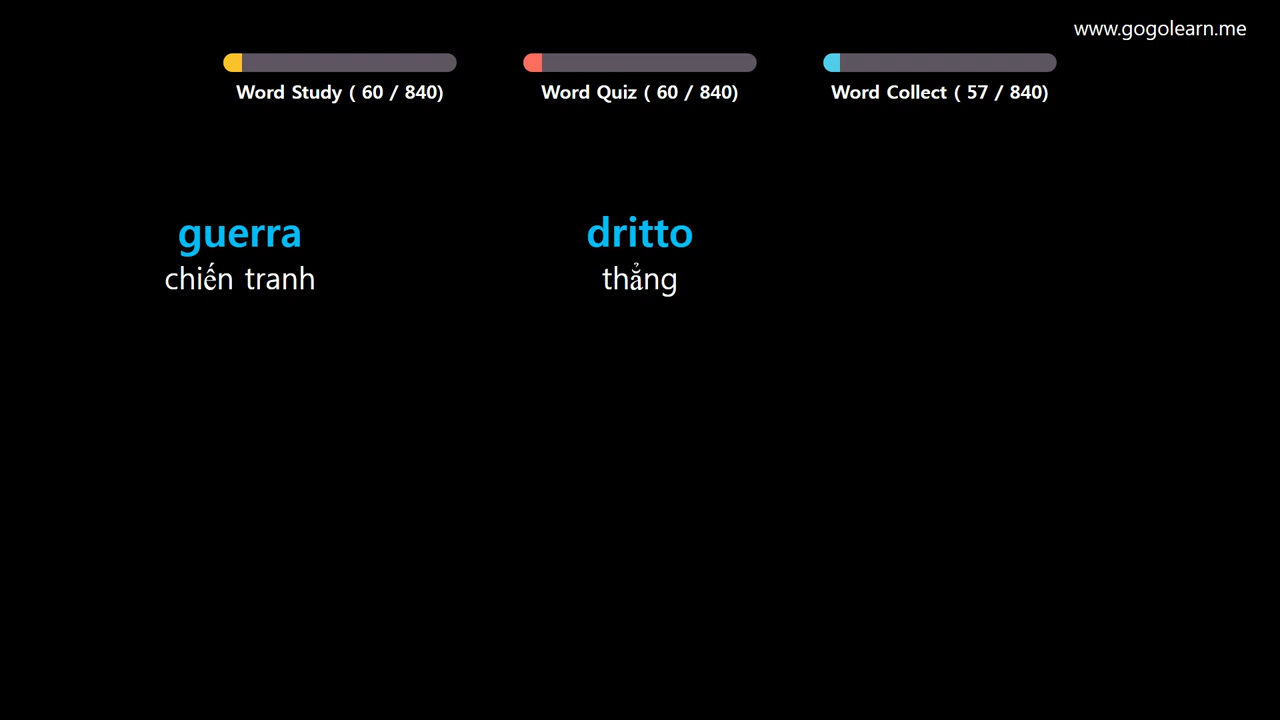 www.gogolearn.me
Word Study ( 60 / 840)
Word Quiz ( 60 / 840)
Word Collect ( 57 / 840)
guerra
chiến tranh
dritto
thẳng